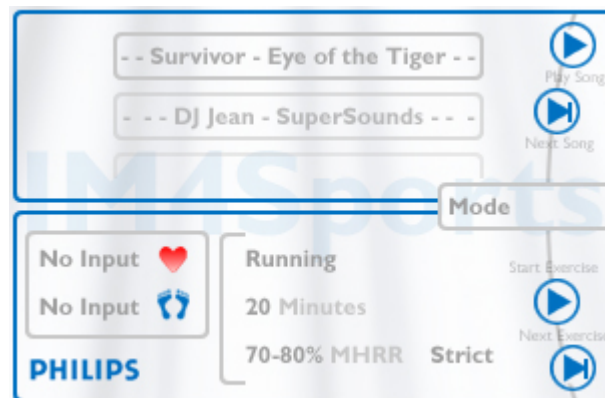 - - Survivor - Eye of the Tiger - -
Play Song
- - - DJ Jean - SuperSounds - - -
Next Song
IM4Sports
Mode
No Input
Running
Start Exercise
No Input
20 Minutes
Next Exercise
70-80% MHRR Strict
PHILIPS